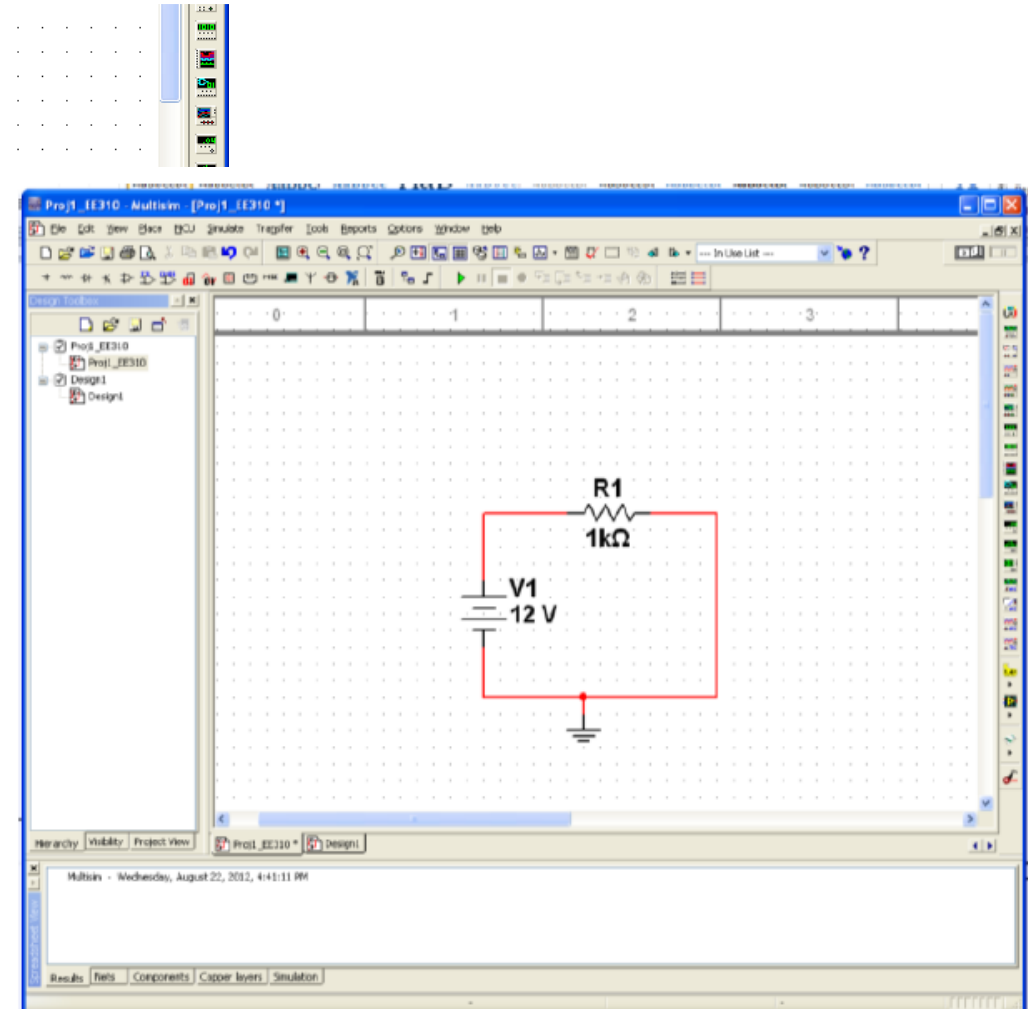 Proj1_EE310 - Multisim - [Proj1_EE310 *]
File Edit View Place MCU Simulate Transfer Tools Reports Options Window Help
--- In Use List ---
Design Toolbox
Proj1_EE310
Proj1_EE310
Design1
Design1
0 1 2 3
R1
1kΩ
V1
12 V
Hierarchy Visibility Project View
Proj1_EE310 * Design1
Multisim - Wednesday, August 22, 2012, 4:41:11 PM
Spreadsheet View
Results Nets Components Copper layers Simulation